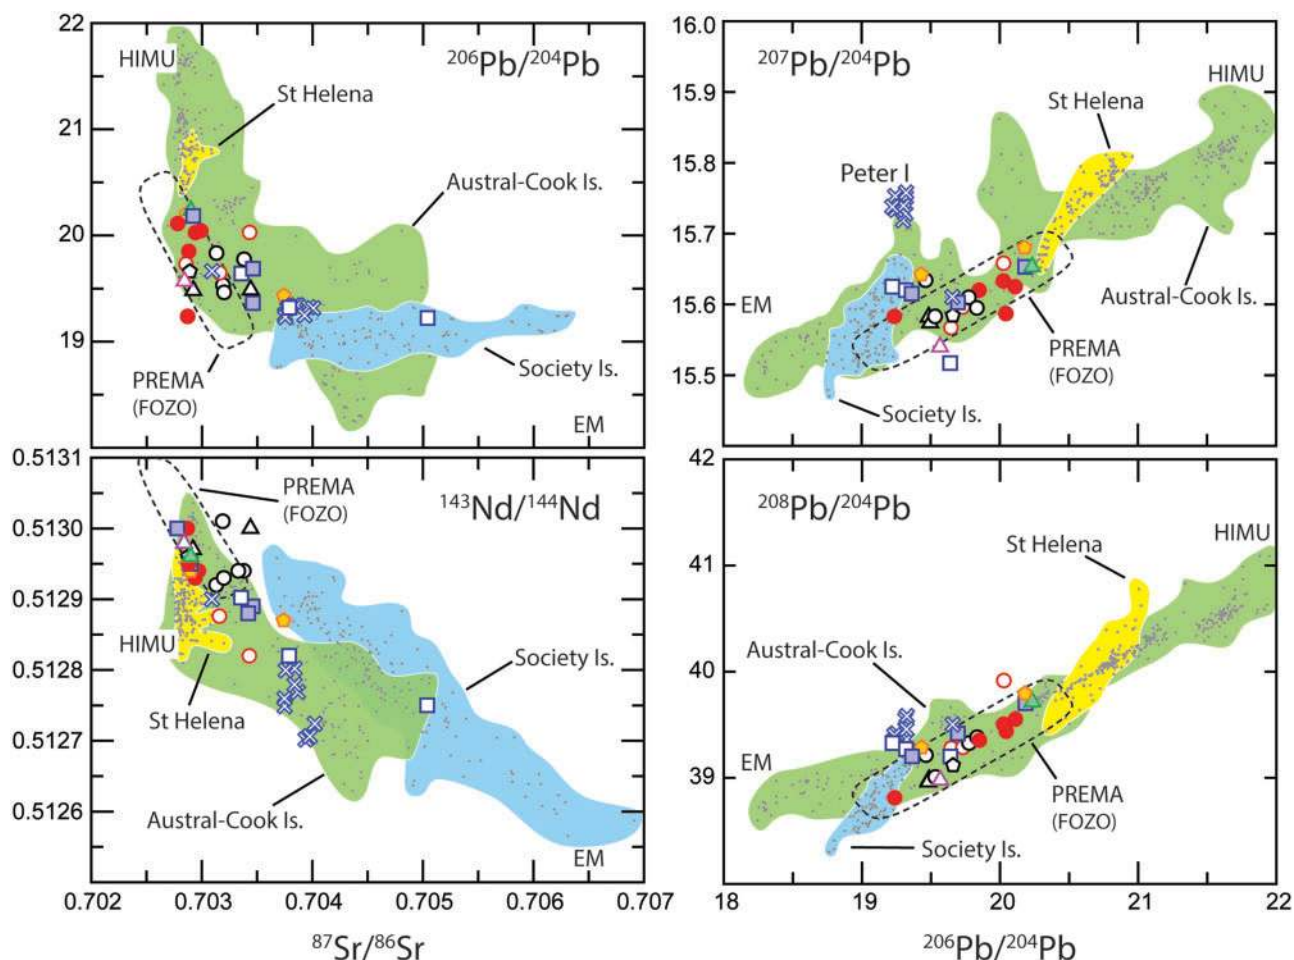 22
21
20
19
HIMU
²⁰⁶Pb/²⁰⁴Pb
St Helena
Austral-Cook Is.
PREMA
(FOZO)
Society Is.
EM
16.0
15.9
15.8
15.7
15.6
15.5
15.4
²⁰⁷Pb/²⁰⁴Pb
HIMU
St Helena
Peter I
Austral-Cook Is.
EM
PREMA
(FOZO)
Society Is.
0.5131
0.5130
0.5129
0.5128
0.5127
0.5126
PREMA
(FOZO)
¹⁴³Nd/¹⁴⁴Nd
HIMU
Society Is.
St Helena
Austral-Cook Is.
EM
0.702
0.703
0.704
0.705
0.706
0.707
⁸⁷Sr/⁸⁶Sr
42
41
40
39
²⁰⁸Pb/²⁰⁴Pb
HIMU
St Helena
Austral-Cook Is.
EM
PREMA
(FOZO)
Society Is.
18
19
20
21
22
²⁰⁶Pb/²⁰⁴Pb